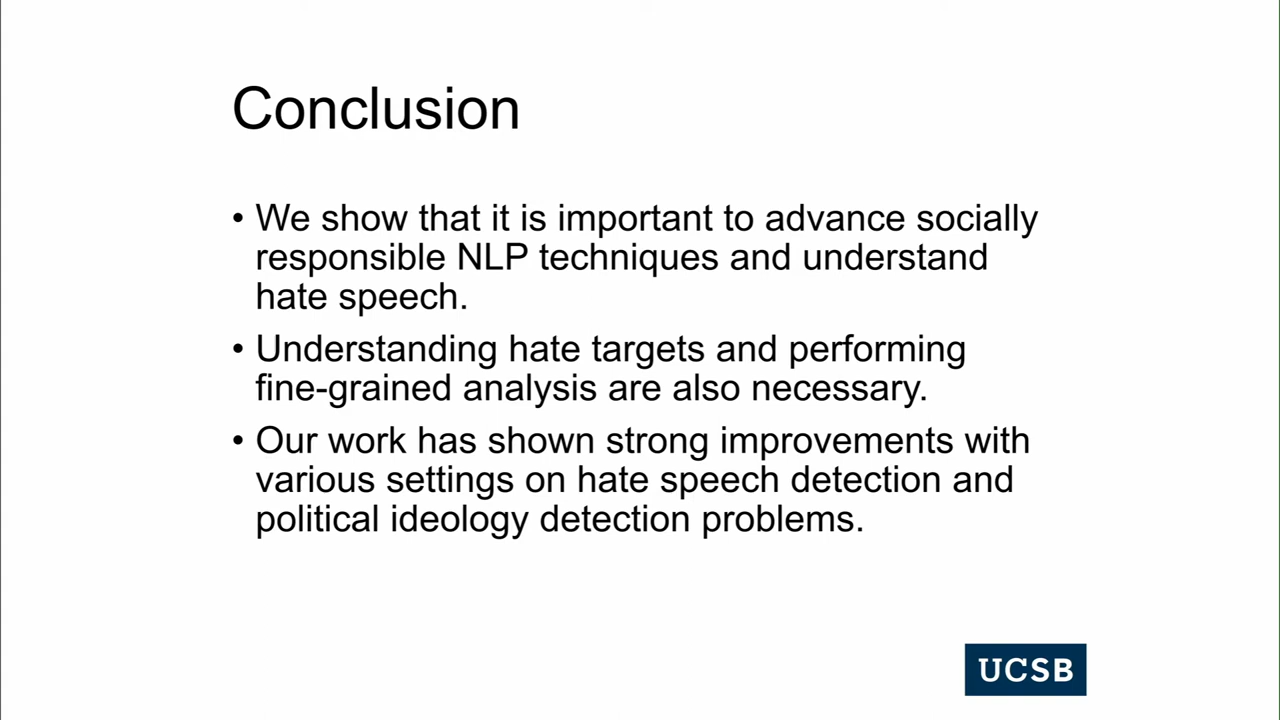 Conclusion
• We show that it is important to advance socially
responsible NLP techniques and understand
hate speech.
• Understanding hate targets and performing
fine-grained analysis are also necessary.
• Our work has shown strong improvements with
various settings on hate speech detection and
political ideology detection problems.
UCSB